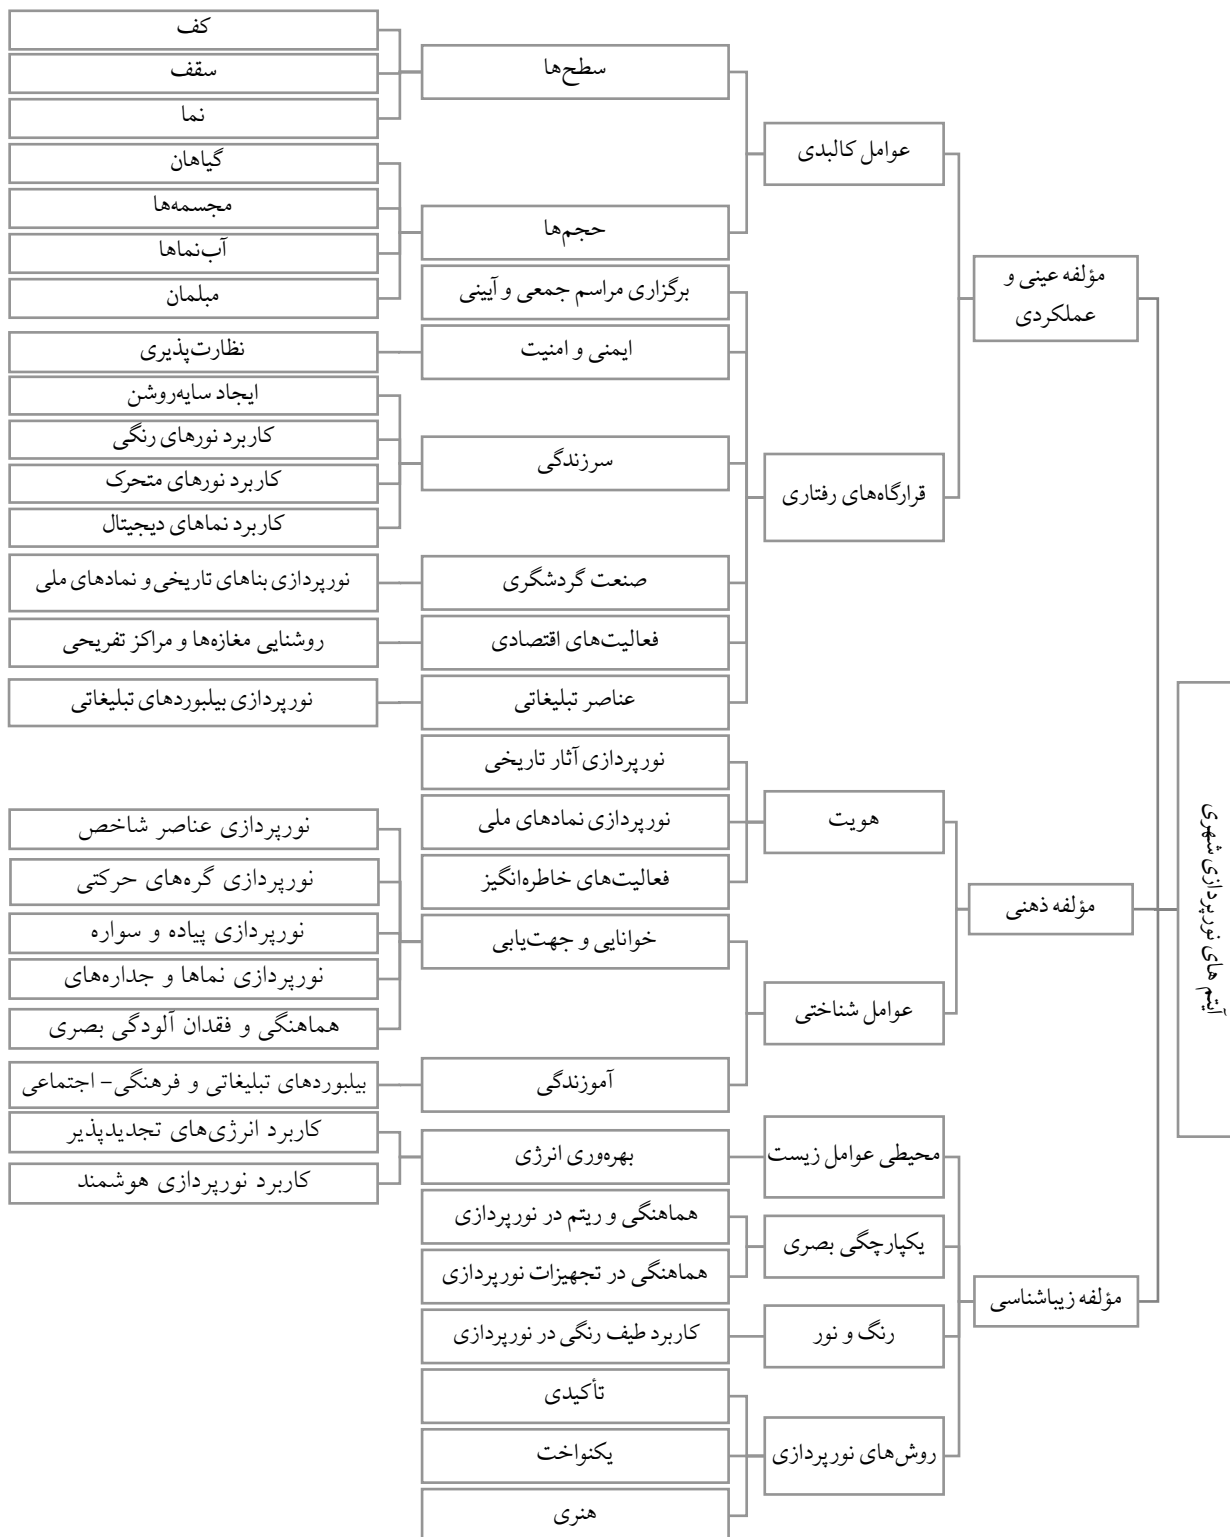 آیتم های نورپردازی شهری
مؤلفه عینی و
عملکردی
عوامل کالبدی
سطح‌ها
کف
سقف
نما
حجم‌ها
گیاهان
مجسمه‌ها
آب‌نماها
مبلمان
قرارگاه‌های رفتاری
برگزاری مراسم جمعی و آیینی
ایمنی و امنیت
نظارت‌پذیری
سرزندگی
ایجاد سایه‌روشن
کاربرد نورهای رنگی
کاربرد نورهای متحرک
کاربرد نماهای دیجیتال
صنعت گردشگری
نورپردازی بناهای تاریخی و نمادهای ملی
فعالیت‌های اقتصادی
روشنایی مغازه‌ها و مراکز تفریحی
عناصر تبلیغاتی
نورپردازی بیلبوردهای تبلیغاتی
مؤلفه ذهنی
هویت
نورپردازی آثار تاریخی
نورپردازی نمادهای ملی
فعالیت‌های خاطره‌انگیز
عوامل شناختی
خوانایی و جهت‌یابی
نورپردازی عناصر شاخص
نورپردازی گره‌های حرکتی
نورپردازی پیاده و سواره
نورپردازی نماها و جداره‌های
هماهنگی و فقدان آلودگی بصری
آموزندگی
بیلبوردهای تبلیغاتی و فرهنگی- اجتماعی
مؤلفه زیباشناسی
محیطی عوامل زیست
بهره‌وری انرژی
کاربرد انرژی‌های تجدیدپذیر
کاربرد نورپردازی هوشمند
یکپارچگی بصری
هماهنگی و ریتم در نورپردازی
هماهنگی در تجهیزات نورپردازی
رنگ و نور
کاربرد طیف رنگی در نورپردازی
روش‌های نورپردازی
تأکیدی
یکنواخت
هنری